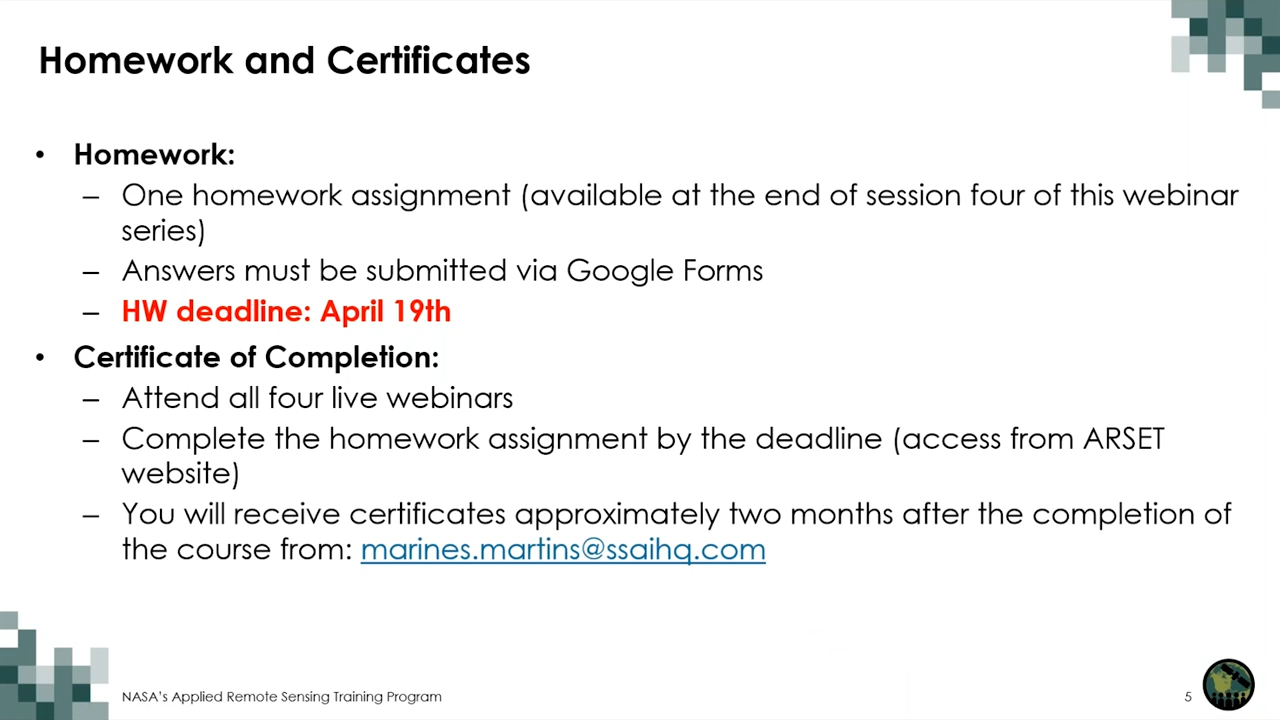 Homework and Certificates
• Homework:
– One homework assignment (available at the end of session four of this webinar
series)
– Answers must be submitted via Google Forms
– HW deadline: April 19th
• Certificate of Completion:
– Attend all four live webinars
– Complete the homework assignment by the deadline (access from ARSET
website)
– You will receive certificates approximately two months after the completion of
the course from: marines.martins@ssaihq.com
NASA's Applied Remote Sensing Training Program
5